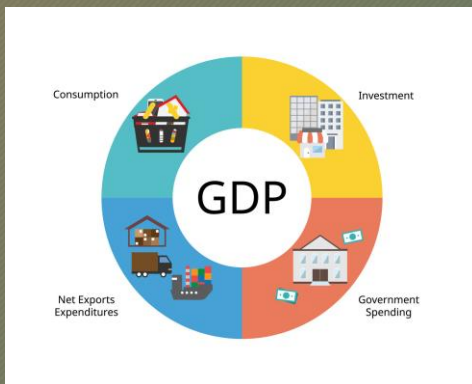 Consumption
Investment
GDP
Net Exports
Expenditures
Government
Spending